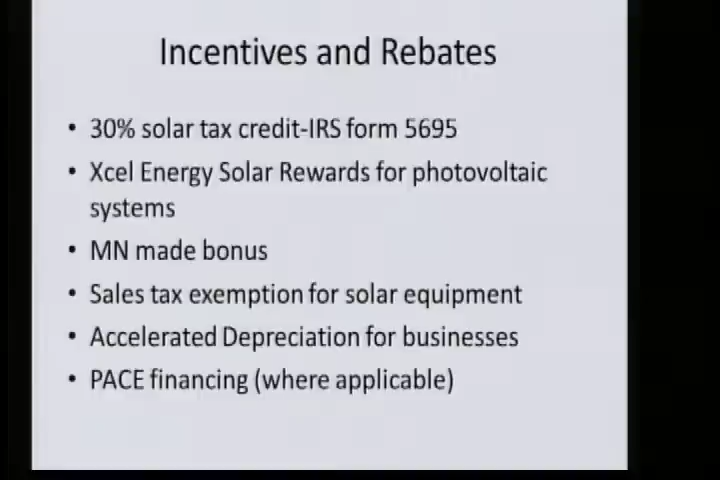 Incentives and Rebates
• 30% solar tax credit-IRS form 5695
• Xcel Energy Solar Rewards for photovoltaic
systems
• MN made bonus
• Sales tax exemption for solar equipment
• Accelerated Depreciation for businesses
• PACE financing (where applicable)